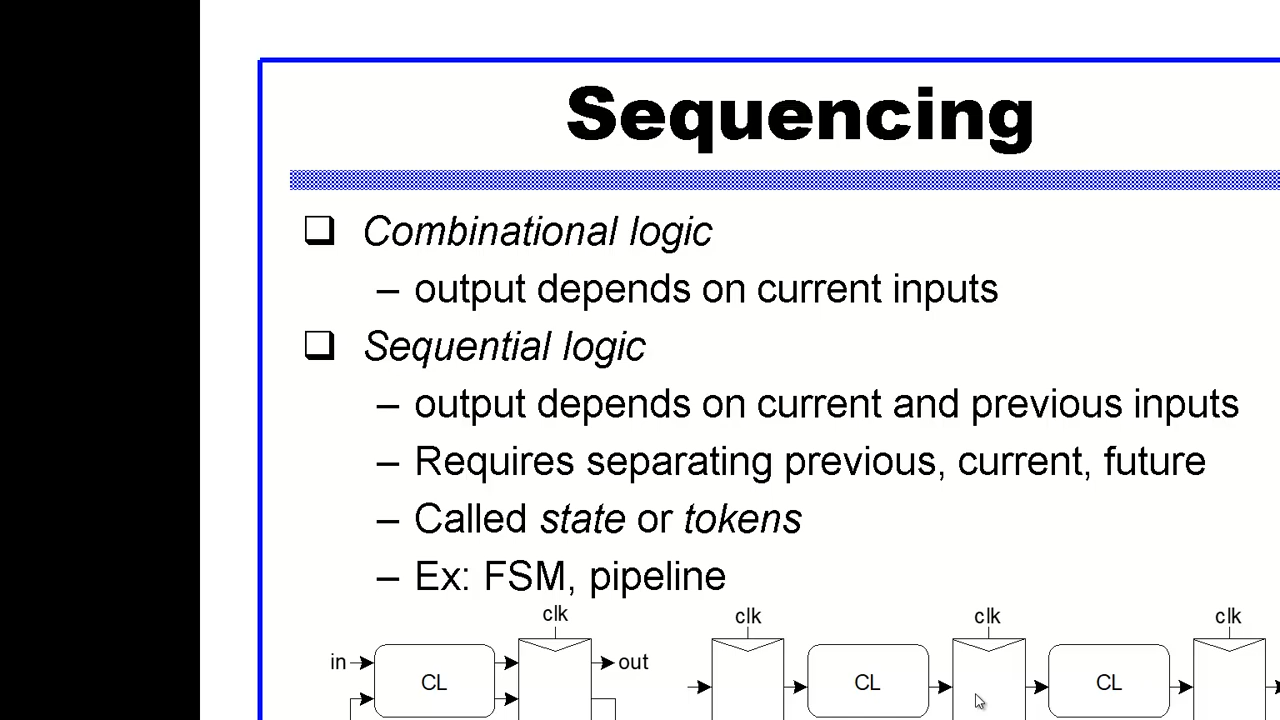 Sequencing
❑ Combinational logic
– output depends on current inputs
❑ Sequential logic
– output depends on current and previous inputs
– Requires separating previous, current, future
– Called state or tokens
– Ex: FSM, pipeline
clk clk clk clk
in CL out CL CL